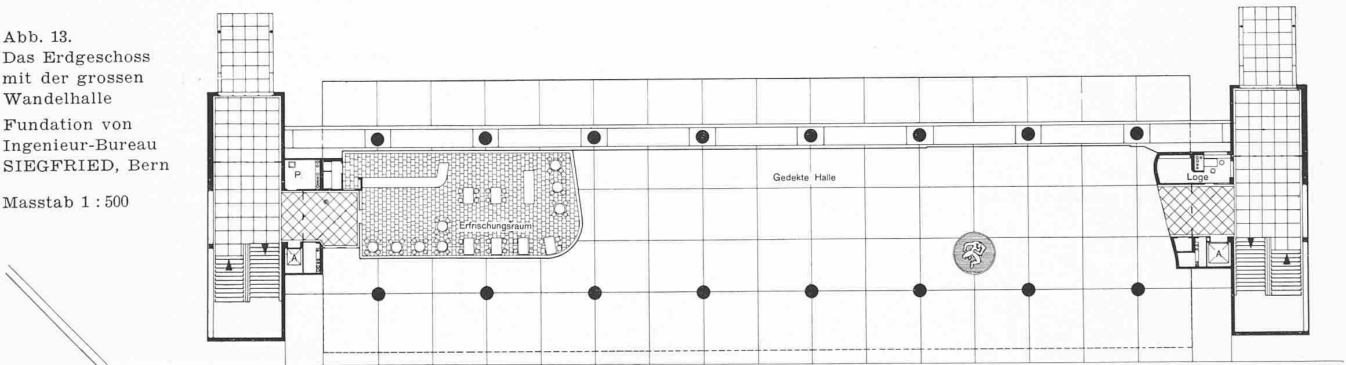 Abb. 13.
Das Erdgeschoss
mit der grossen
Wandelhalle
Fundation von
Ingenieur-Bureau
SIEGFRIED, Bern
Masstab 1 : 500
P.
A
Erfrischungsraum
Gedekte Halle
Loge
A